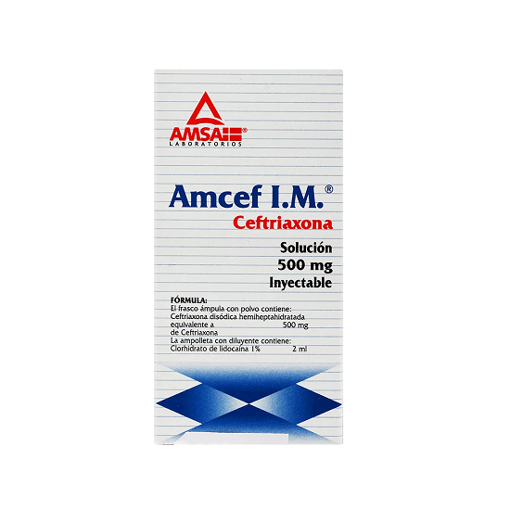 AMSA®
LABORATORIOS
Amcef I.M.®
Ceftriaxona
Solución
500 mg
Inyectable
FÓRMULA:
El frasco ámpula con polvo contiene:
Ceftriaxona disódica hemiheptahidratada
equivalente a 500 mg
de Ceftriaxona
La ampolleta con diluyente contiene:
Clorhidrato de lidocaína 1% 2 ml